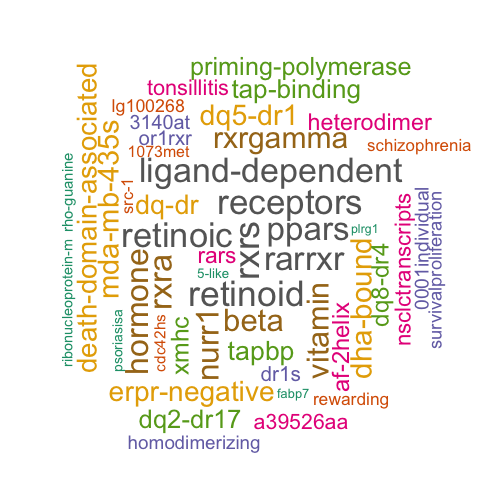 priming-polymerase
tonsillitis tap-binding
lg100268
dq5-dr1 heterodimer
3140at
or1rxr rxrgamma schizophrenia
1073met
ligand-dependent
src-1
dq-dr receptors
retinoic rxrs ppars plrg1
rars rarrxr
5-like
retinoid
death-domain-associated
mda-mb-435s
rho-guanine
ribonucleoprotein-m
hormone
rxra
psoriasisa
cdc42hs
xmhc
nurr1
beta
vitamin
af-2helix
dha-bound
dq8-dr4
nsclctranscripts
0001individual
survivalproliferation
tapbp
dr1s
fabp7
erpr-negative rewarding
dq2-dr17 a39526aa
homodimerizing